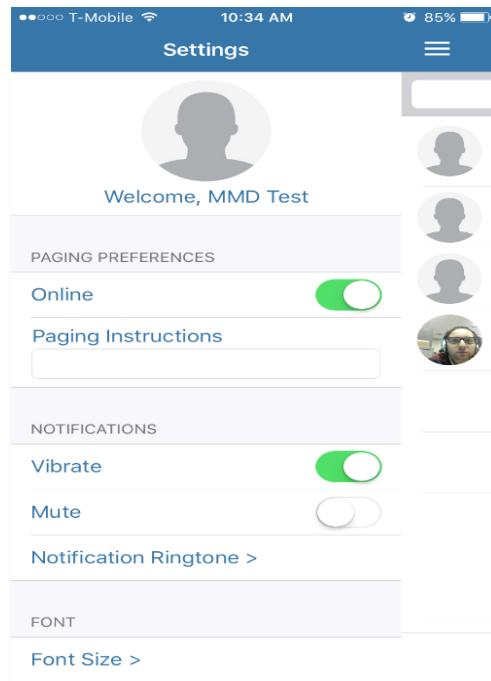 T-Mobile 10:34 AM 85%
Settings
Welcome, MMD Test
PAGING PREFERENCES
Online
Paging Instructions
NOTIFICATIONS
Vibrate
Mute
Notification Ringtone >
FONT
Font Size >